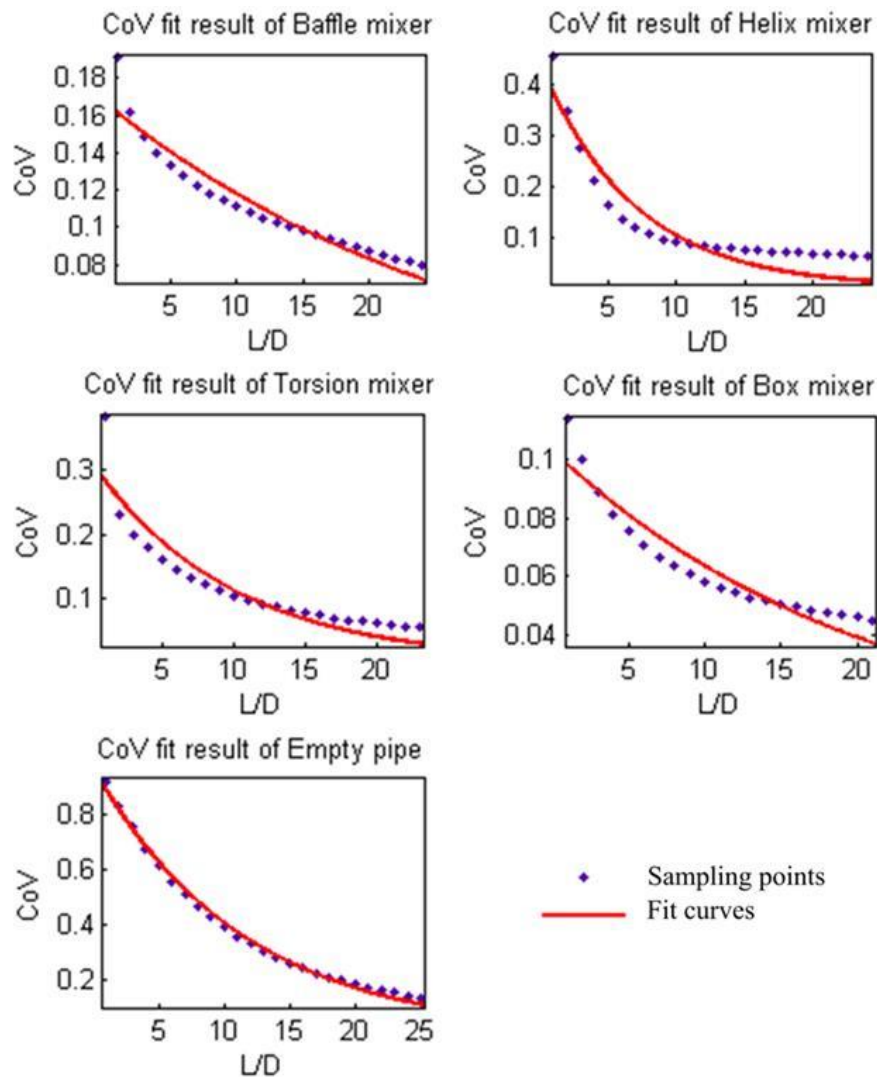 CoV fit result of Baffle mixer
0.18
0.16
0.14
0.12
0.1
0.08
CoV
5 10 15 20
L/D
CoV fit result of Helix mixer
0.4
0.3
0.2
0.1
CoV
5 10 15 20
L/D
CoV fit result of Torsion mixer
0.3
0.2
0.1
CoV
5 10 15 20
L/D
CoV fit result of Box mixer
0.1
0.08
0.06
0.04
CoV
5 10 15 20
L/D
CoV fit result of Empty pipe
0.8
0.6
0.4
0.2
CoV
5 10 15 20 25
L/D
Sampling points
Fit curves